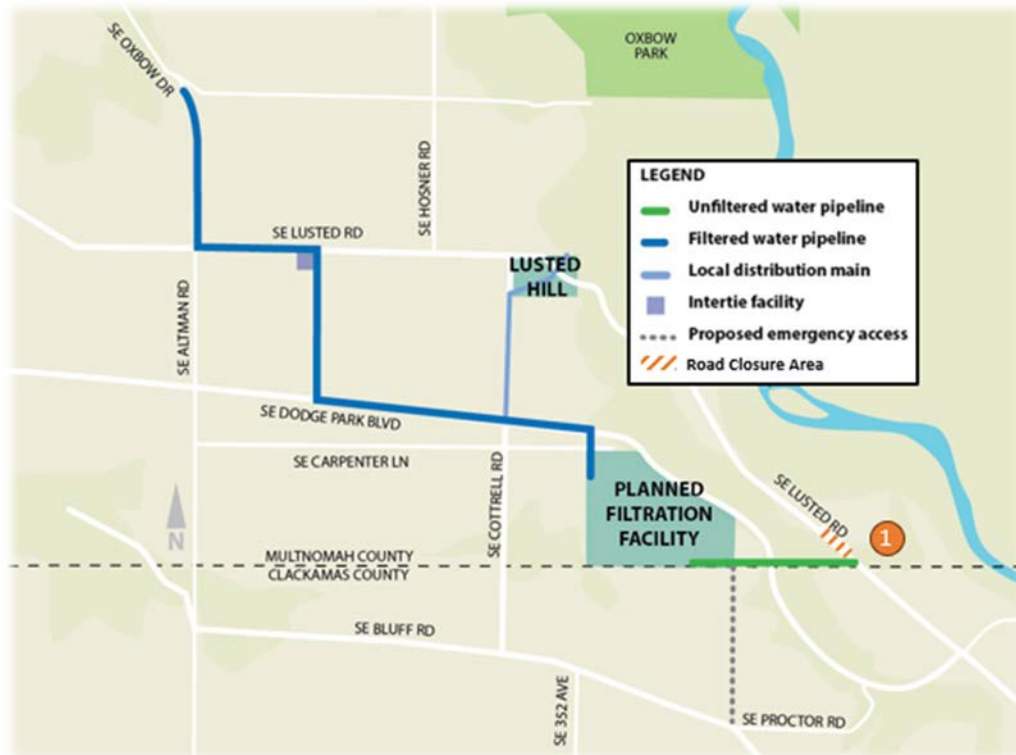 SE OXBOW DR
OXBOW
PARK
SE HOSNER RD
LEGEND
Unfiltered water pipeline
Filtered water pipeline
Local distribution main
Intertie facility
Proposed emergency access
Road Closure Area
SE LUSTED RD
LUSTED
HILL
SE ALTMAN RD
SE DODGE PARK BLVD
SE CARPENTER LN
SE COTTRELL RD
PLANNED
FILTRATION
FACILITY
SE LUSTED RD
1
N
MULTNOMAH COUNTY
CLACKAMAS COUNTY
SE BLUFF RD
SE 352 AVE
SE PROCTOR RD